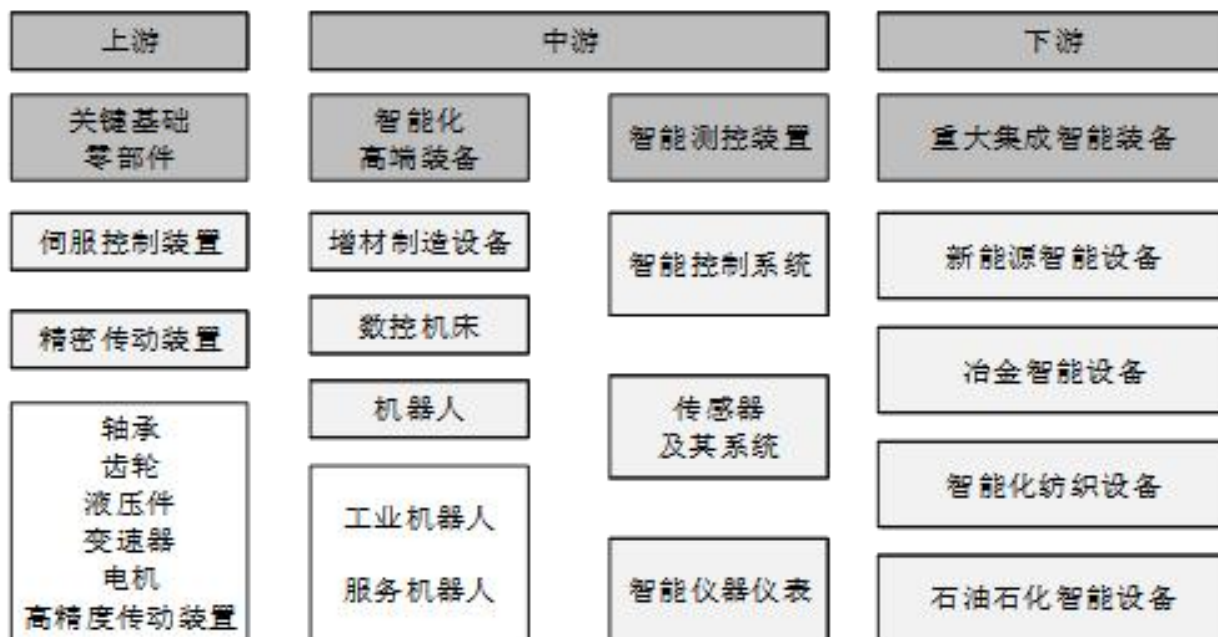 上游
中游
下游
关键基础
零部件
智能化
高端装备
智能测控装置
重大集成智能装备
伺服控制装置
精密传动装置
轴承
齿轮
液压件
变速器
电机
高精度传动装置
增材制造设备
数控机床
机器人
工业机器人
服务机器人
智能控制系统
传感器
及其系统
智能仪器仪表
新能源智能设备
冶金智能设备
智能化纺织设备
石油石化智能设备